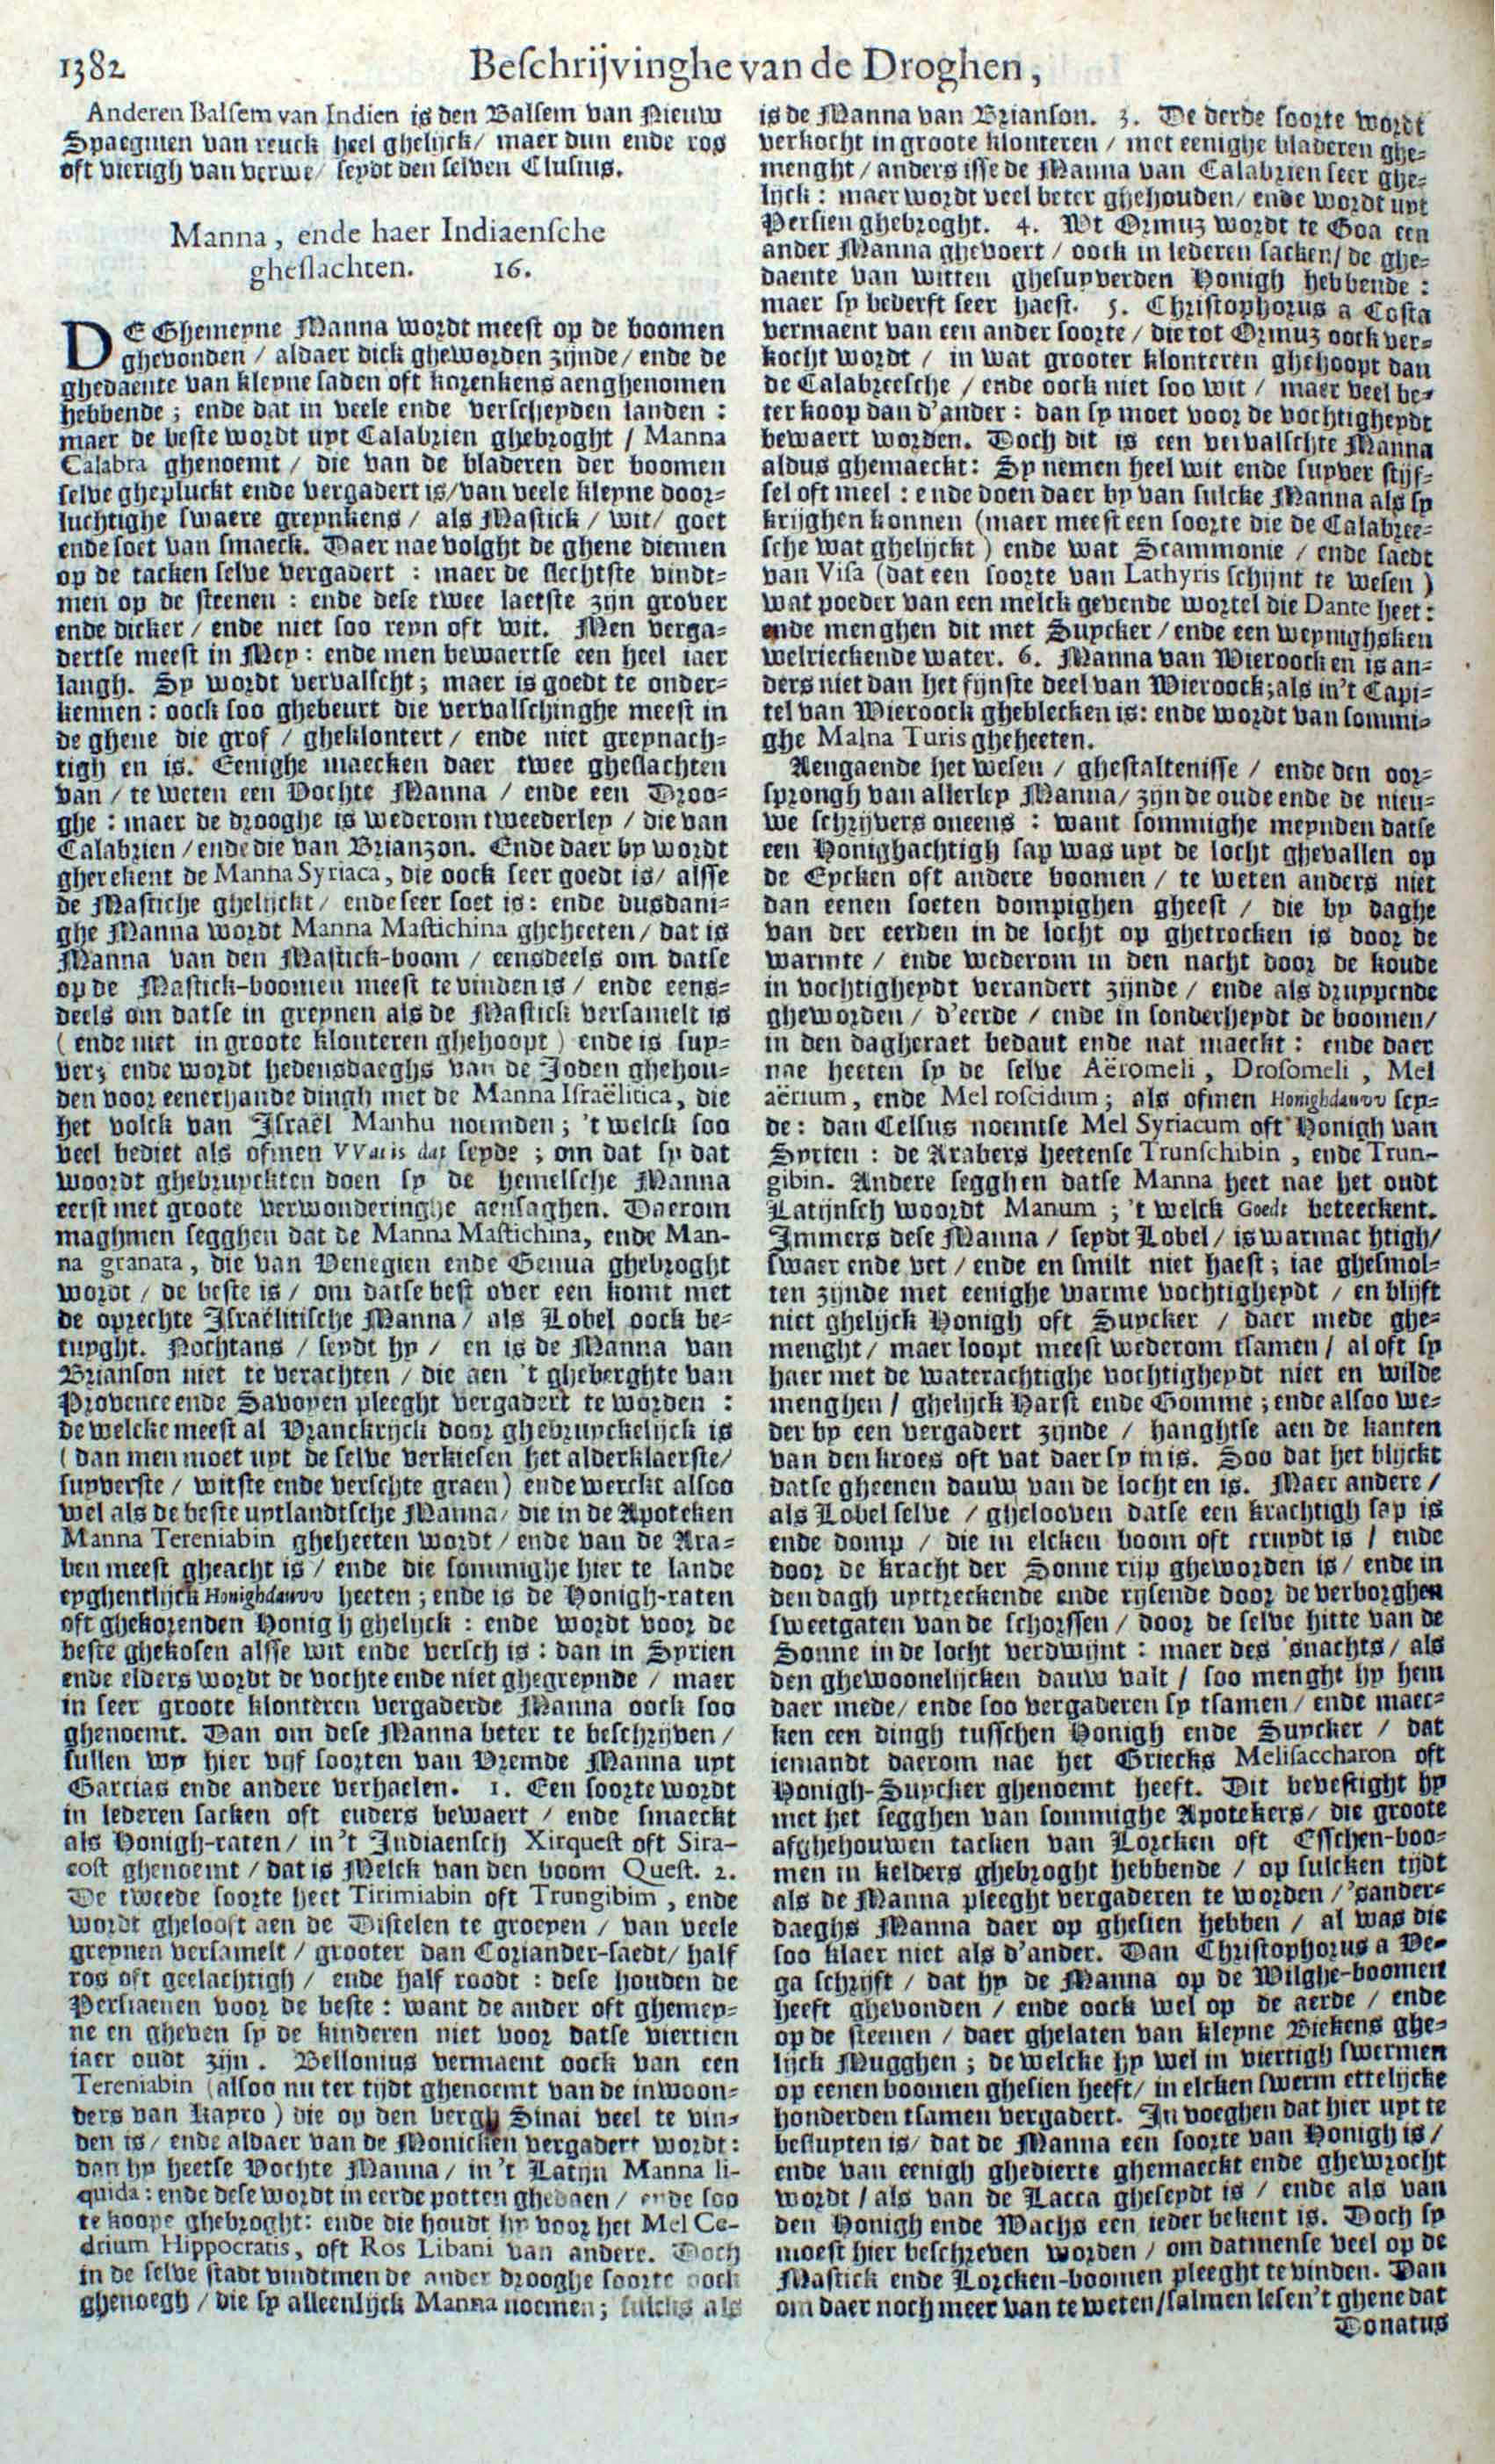 1382
Beschrijvinghe van de Droghen,
Anderen Balsem van Indien is den Balsem van Nieuw
Spaegnien van reuck heel ghelijck/ maer dun ende ros
oft vierigh van verwe/ seydt den selven Clusius.
Manna, ende haer Indiaensche
gheslachten. 16.
DE Ghemeyne Manna wordt meest op de boomen
ghevonden / aldaer dick gheworden zijnde/ ende de
ghedaente van kleyne saden oft korenkens aenghenomen
hebbende; ende dat in veele ende verscheyden landen :
maer de beste wordt uyt Calabrien ghebroght / Manna
Calabra ghenoemt / die van de bladeren der boomen
selve ghepluckt ende vergadert is/ van veele kleyne door-
luchtighe swaere greynkens / als Mastick / wit/ goet
ende soet van smaeck. Daer nae volght de ghene diemen
op de tacken selve vergadert : maer de slechtste vindt-
men op de steenen : ende dese twee laetste zijn grover
ende dicker / ende niet soo reyn oft wit. Men verga-
dertse meest in Mey: ende men bewaertse een heel iaer
langh. Sy wordt vervalscht; maer is goedt te onder-
kennen : oock soo ghebeurt die vervalschinghe meest in
de ghene die grof / gheklontert / ende niet greynach-
tigh en is. Eenighe maecken daer twee gheslachten
van / te weten een Vochte Manna / ende een Droo-
ghe : maer de drooghe is wederom tweederley / die van
Calabrien / ende die van Brianzon. Ende daer by wordt
gherekent de Manna Syriaca, die oock seer goedt is/ alsse
de Mastiche ghelijckt/ ende seer soet is: ende dusdani-
ghe Manna wordt Manna Mastichina gheheeten/ dat is
Manna van den Mastick-boom / eensdeels om datse
op de Mastick-boomen meest te vinden is / ende eens-
deels om datse in greynen als de Mastick versamelt is
( ende niet in groote klonteren ghehoopt ) ende is suy-
ver; ende wordt hedensdaeghs van de Joden ghehou-
den voor eenerhande dingh met de Manna Israëlitica, die
het volck van Israël Manhu noemden; 't welck soo
veel bediet als ofmen VVat is dat seyde ; om dat sy dat
woordt ghebruyckten doen sy de hemelsche Manna
eerst met groote verwonderinghe aensaghen. Daerom
maghmen segghen dat de Manna Mastichina, ende Man-
na granata, die van Venegien ende Genua ghebroght
wordt / de beste is / om datse best over een komt met
de oprechte Israëlitische Manna/ als Lobel oock be-
tuyght. Nochtans / seydt hy / en is de Manna van
Brianson niet te verachten / die aen 't gheberghte van
Provence ende Savoyen pleeght vergadert te worden :
de welcke meest al Vranckrijck door ghebruyckelijck is
( dan men moet uyt de selve verkiesen het alderklaerste/
suyverste / witste ende verschte graen) ende werckt alsoo
wel als de beste uytlandtsche Manna/ die in de Apoteken
Manna Tereniabin gheheeten wordt / ende van de Ara-
ben meest gheacht is / ende die sommighe hier te lande
eyghentlijck Honighdauvv heeten ; ende is de Honigh-raten
oft ghekorenden Honigh ghelijck : ende wordt voor de
beste ghekosen alsse wit ende versch is : dan in Syrien
ende elders wordt de vochte ende niet ghegreynde / maer
in seer groote klonteren vergaderde Manna oock soo
ghenoemt. Dan om dese Manna beter te beschrijven /
sullen wy hier vijf soorten van Vremde Manna uyt
Garcias ende andere verhaelen. 1. Een soorte wordt
in lederen sacken oft euders bewaert / ende smaeckt
als Honigh-raten / in 't Indiaensch Xirquest oft Sira-
cost ghenoemt / dat is Melck van den boom Quest. 2.
De tweede soorte heet Tirimiabin oft Trungibim, ende
wordt gheloost aen de Distelen te groeyen / van veele
greynen versamelt / grooter dan Coriander-saedt/ half
ros oft geelachtigh / ende half roodt : dese houden de
Persiaenen voor de beste : want de ander oft ghemey-
ne en gheven sy de kinderen niet voor datse viertien
iaer oudt zijn. Bellonius vermaent oock van een
Tereniabin (alsoo nu ter tijdt ghenoemt van de inwoon-
ders van Kayro ) die op den bergh Sinai veel te vin-
den is/ ende aldaer van de Monicken vergadert wordt:
dan hy heetse Vochte Manna / in 't Latijn Manna li-
quida : ende dese wordt in eerde potten ghedaen / ende soo
te koope ghebroght: ende die houdt hy voor het Mel Ce-
drium Hippocratis, oft Ros Libani van andere. Doch
in de selve stadt vindtmen de ander drooghe soorte oock
ghenoegh / die sy alleenlijck Manna noemen; sulcks als
is de Manna van Brianson. 3. De derde soorte wordt
verkocht in groote klonteren / met eenighe bladeren ghe-
menght / anders isse de Manna van Calabrien seer ghe-
lijck : maer wordt veel beter ghehouden/ ende wordt uyt
Persien ghebroght. 4. Wt Ormuz wordt te Goa een
ander Manna ghevoert / oock in lederen sacken/ de ghe-
daente van witten ghesuyverden Honigh hebbende :
maer sy bederft seer haest. 5. Christophorus a Costa
vermaent van een ander soorte / die tot Ormuz oock ver-
kocht wordt / in wat grooter klonteren ghehoopt dan
de Calabreesche / ende oock niet soo wit / maer veel be-
ter koop dan d'ander : dan sy moet voor de vochtigheydt
bewaert worden. Doch dit is een vervalschte Manna
aldus ghemaeckt: Sy nemen heel wit ende suyver stijf-
sel oft meel : ende doen daer by van sulcke Manna als sy
krijghen konnen (maer meest een soorte die de Calabree-
sche wat ghelijckt ) ende wat Scammonie / ende saedt
van Visa (dat een soorte van Lathyris schijnt te wesen )
wat poeder van een melck gevende wortel die Dante heet:
ende menghen dit met Suycker / ende een weynighsken
welrieckende water. 6. Manna van Wieroock en is an-
ders niet dan het fijnste deel van Wieroock; als in't Capi-
tel van Wieroock ghebleeken is: ende wordt van sommi-
ghe Malna Turis gheheeten.
Aengaende het wesen / ghestaltenisse / ende den oor-
sprongh van allerley Manna/ zijn de oude ende de nieu-
we schrijvers oneens : want sommighe meynden datse
een Honighachtigh sap was uyt de locht ghevallen op
de Eycken oft andere boomen / te weten anders niet
dan eenen soeten dompighen gheest / die by daghe
van der eerden in de locht op ghetrocken is door de
warmte / ende wederom in den nacht door de koude
in vochtigheydt verandert zijnde / ende als druppende
gheworden / d'eerde / ende in sonderheydt de boomen/
in den dagheraet bedaut ende nat maeckt : ende daer
nae heeten sy de selve Aëromeli, Drosomeli, Mel
aërium, ende Mel roscidum; als ofmen Honighdauvv sey-
de : dan Celsus noemtse Mel Syriacum oft Honigh van
Syrien : de Arabers heetense Trunschibin, ende Trun-
gibin. Andere segghen datse Manna heet nae het oudt
Latijnsch woordt Manum ; 't welck Goedt beteeckent.
Immers dese Manna / seydt Lobel/ is warmachtigh/
swaer ende vet / ende en smilt niet haest; iae ghesmol-
ten zijnde met eenighe warme vochtigheydt / en blijft
niet ghelijck Honigh oft Suycker / daer mede ghe-
menght/ maer loopt meest wederom tsamen / al oft sy
haer met de waterachtighe vochtigheydt niet en wilde
menghen / ghelijck Harst ende Gomme ; ende alsoo we-
der by een vergadert zijnde / hanghtse aen de kanten
van den kroes oft vat daer sy in is. Soo dat het blijckt
datse gheenen dauw van de locht en is. Maer andere /
als Lobel selve / ghelooven datse een krachtigh sap is
ende domp / die in elcken boom oft cruydt is / ende
door de kracht der Sonne rijp gheworden is/ ende in
den dagh uyttreckende ende rijsende door de verborghen
sweetgaten van de schorssen / door de selve hitte van de
Sonne in de locht verdwijnt : maer des 'snachts/ als
den ghewoonelijcken dauw valt / soo menght hy hem
daer mede/ ende soo vergaderen sy tsamen / ende maec-
ken een dingh tusschen Honigh ende Suycker / dat
iemandt daerom nae het Griecks Melisaccharon oft
Honigh-Suycker ghenoemt heeft. Dit bevestight hy
met het segghen van sommighe Apotekers/ die groote
afghehouwen tacken van Lorcken oft Esschen-boo-
men in kelders ghebroght hebbende / op sulcken tijdt
als de Manna pleeght vergaderen te worden /'sander-
daeghs Manna daer op ghesien hebben / al was die
soo klaer niet als d'ander. Dan Christophorus a Ve-
ga schrijft / dat hy de Manna op de Wilghe-boomen
heeft ghevonden / ende oock wel op de aerde / ende
op de steenen / daer ghelaten van kleyne Biekens ghe-
lijck Mugghen ; de welcke hy wel in viertigh swermen
op eenen boomen ghesien heeft/ in elcken swerm ettelijcke
honderden tsamen vergadert. In voeghen dat hier uyt te
besluyten is/ dat de Manna een soorte van Honigh is /
ende van eenigh ghedierte ghemaeckt ende ghewrocht
wordt / als van de Lacca gheseydt is / ende als van
den Honigh ende Wachs een ieder bekent is. Doch sy
moest hier beschreven worden / om datmense veel op de
Mastick ende Lorcken-boomen pleeght te vinden. Dan
om daer noch meer van te weten/ salmen lesen 't ghene dat
Donatus